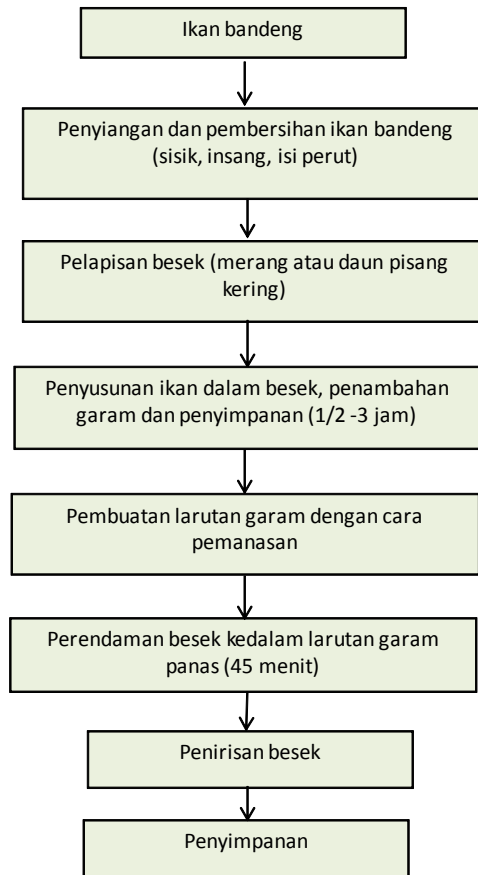 Ikan bandeng
Penyiangan dan pembersihan ikan bandeng
(sisik, insang, isi perut)
Pelapisan besek (merang atau daun pisang
kering)
Penyusunan ikan dalam besek, penambahan
garam dan penyimpanan (1/2 -3 jam)
Pembuatan larutan garam dengan cara
pemanasan
Perendaman besek kedalam larutan garam
panas (45 menit)
Penirisan besek
Penyimpanan